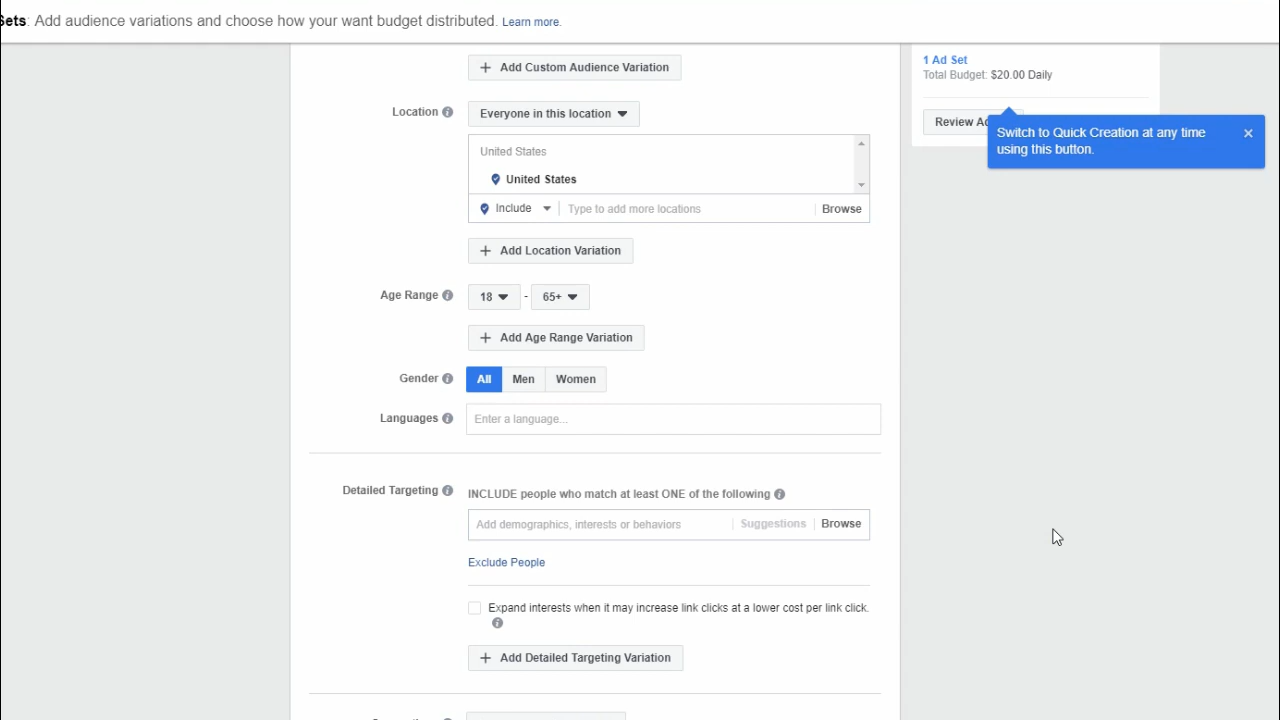 Sets: Add audience variations and choose how your want budget distributed. Learn more.
+ Add Custom Audience Variation
1 Ad Set
Total Budget: $20.00 Daily
Review Ad
Switch to Quick Creation at any time
using this button.
Location
Everyone in this location
United States
United States
Include
Type to add more locations
Browse
+ Add Location Variation
Age Range
18 - 65+
+ Add Age Range Variation
Gender
All Men Women
Languages
Enter a language...
Detailed Targeting
INCLUDE people who match at least ONE of the following
Add demographics, interests or behaviors
Suggestions
Browse
Exclude People
Expand interests when it may increase link clicks at a lower cost per link click.
+ Add Detailed Targeting Variation